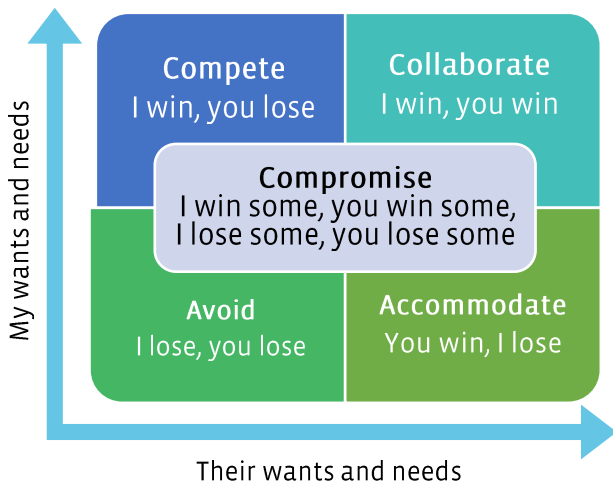 Compete
I win, you lose
Collaborate
I win, you win
Compromise
I win some, you win some,
I lose some, you lose some
Avoid
I lose, you lose
Accommodate
You win, I lose
My wants and needs
Their wants and needs